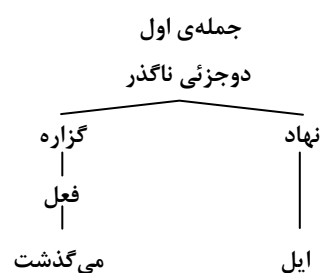 جمله‌ی اول
دوجزئی ناگذر
نهاد گزاره
فعل
ایل می‌گذشت